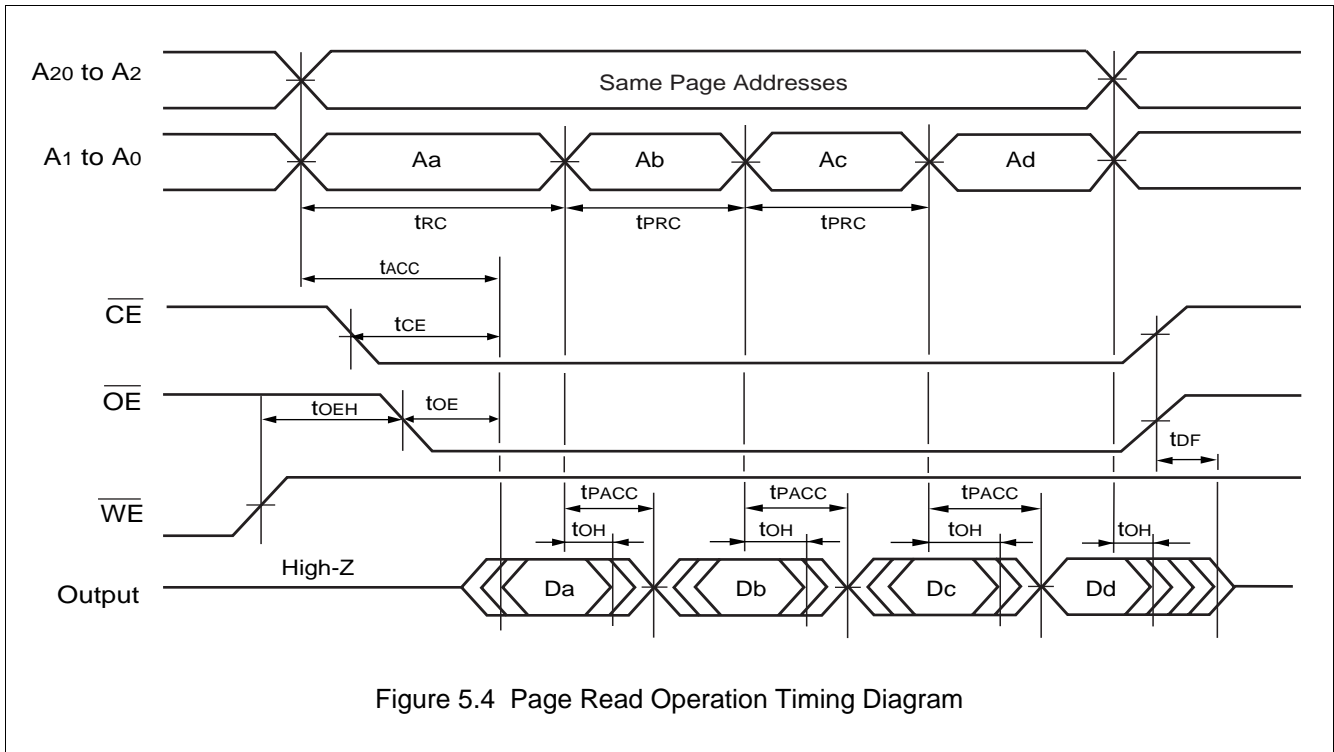 A20 to A2
Same Page Addresses
A1 to A0
Aa
Ab
Ac
Ad
tRC
tPRC
tPRC
tACC
CE
tCE
OE
tOEH
tOE
tDF
WE
tPACC
tPACC
tPACC
tOH
tOH
tOH
tOH
High-Z
Output
Da
Db
Dc
Dd
Figure 5.4 Page Read Operation Timing Diagram